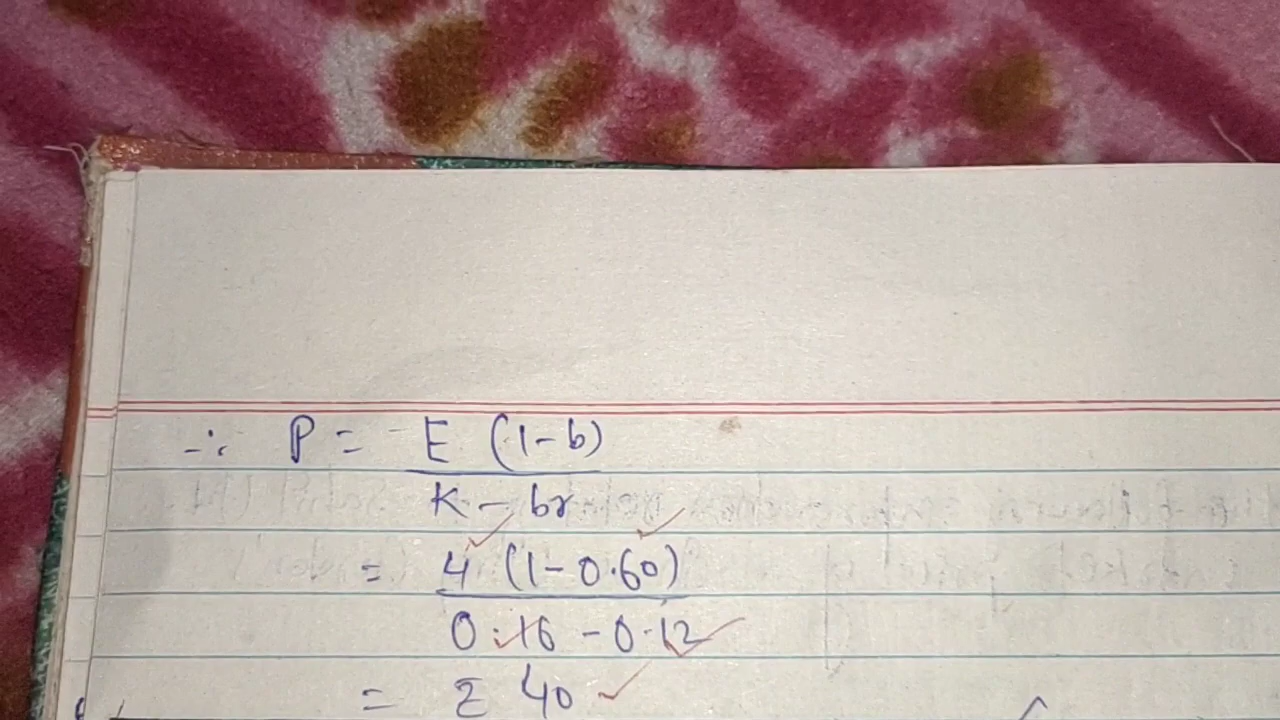 ∴ P = E (1-b)
K - br
= 4 (1-0.60)
0.16 - 0.12
= ₹ 40